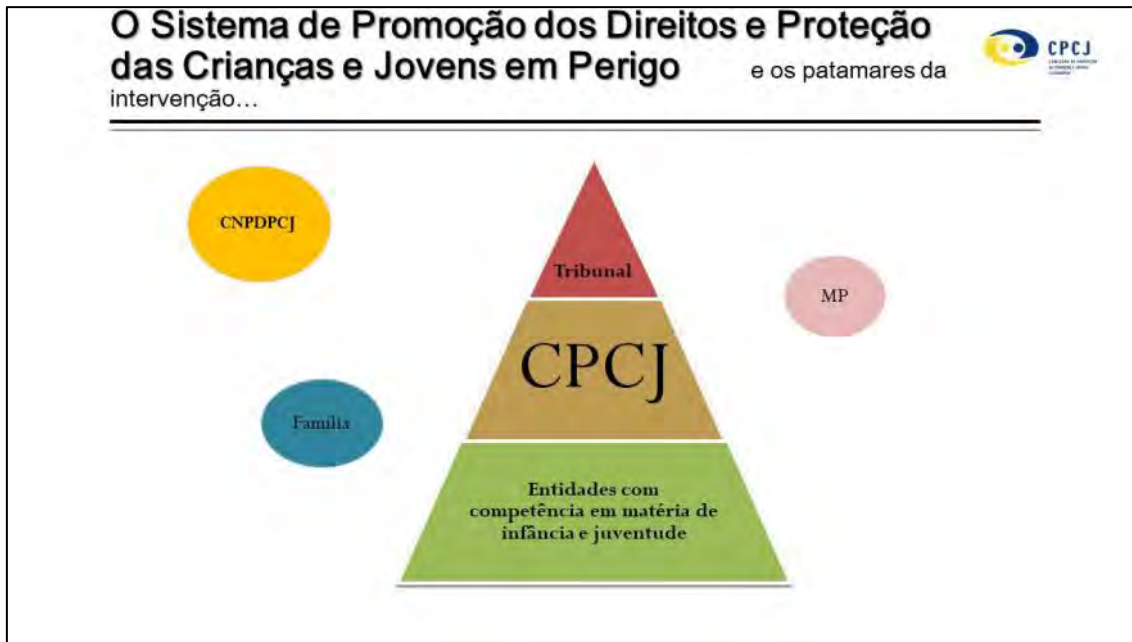 O Sistema de Promoção dos Direitos e Proteção
das Crianças e Jovens em Perigo e os patamares da
intervenção...
CPCJ
CNPDPCJ
Tribunal
MP
CPCJ
Família
Entidades com
competência em matéria de
infância e juventude